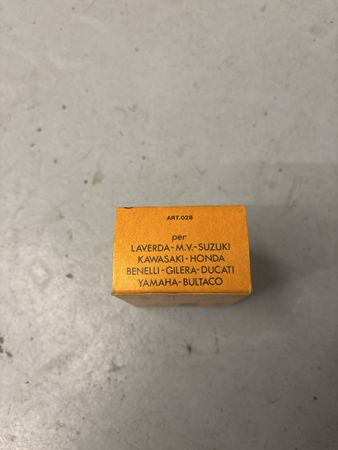 ART.028
per
LAVERDA-M.V.-SUZUKI
KAWASAKI-HONDA
BENELLI-GILERA-DUCATI
YAMAHA-BULTACO